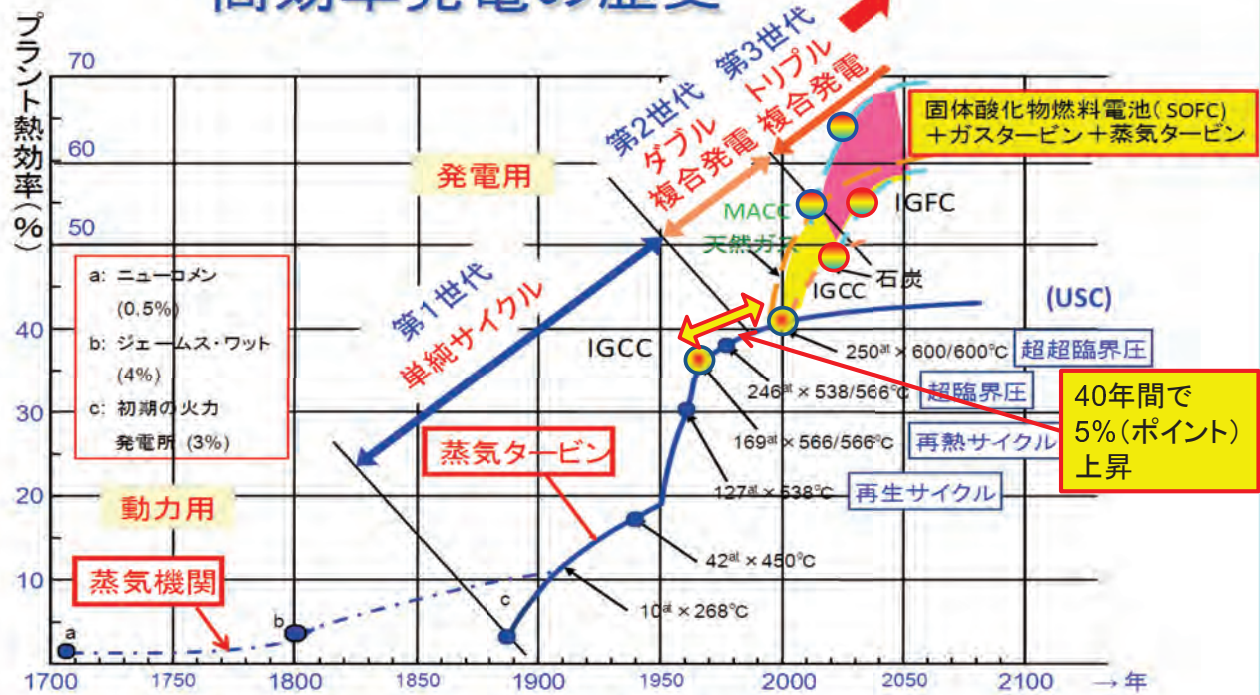 高効率発電の歴史
プラント熱効率(%)
70
60
50
40
30
20
10
1700
1750
1800
1850
1900
1950
2000
2050
2100
→ 年
発電用
動力用
a: ニューコメン
(0.5%)
b: ジェームス・ワット
(4%)
c: 初期の火力
発電所 (3%)
第1世代
単純サイクル
第2世代
ダブル
複合発電
第3世代
トリプル
複合発電
固体酸化物燃料電池(SOFC)
+ガスタービン+蒸気タービン
MACC
天然ガス
IGFC
石炭
IGCC
IGCC
(USC)
250at × 600/600℃
超超臨界圧
246at × 538/566℃
超臨界圧
169at × 566/566℃
再熱サイクル
127at × 538℃
再生サイクル
42at × 450℃
10at × 268℃
40年間で
5%(ポイント)
上昇
蒸気タービン
蒸気機関
a
b
c